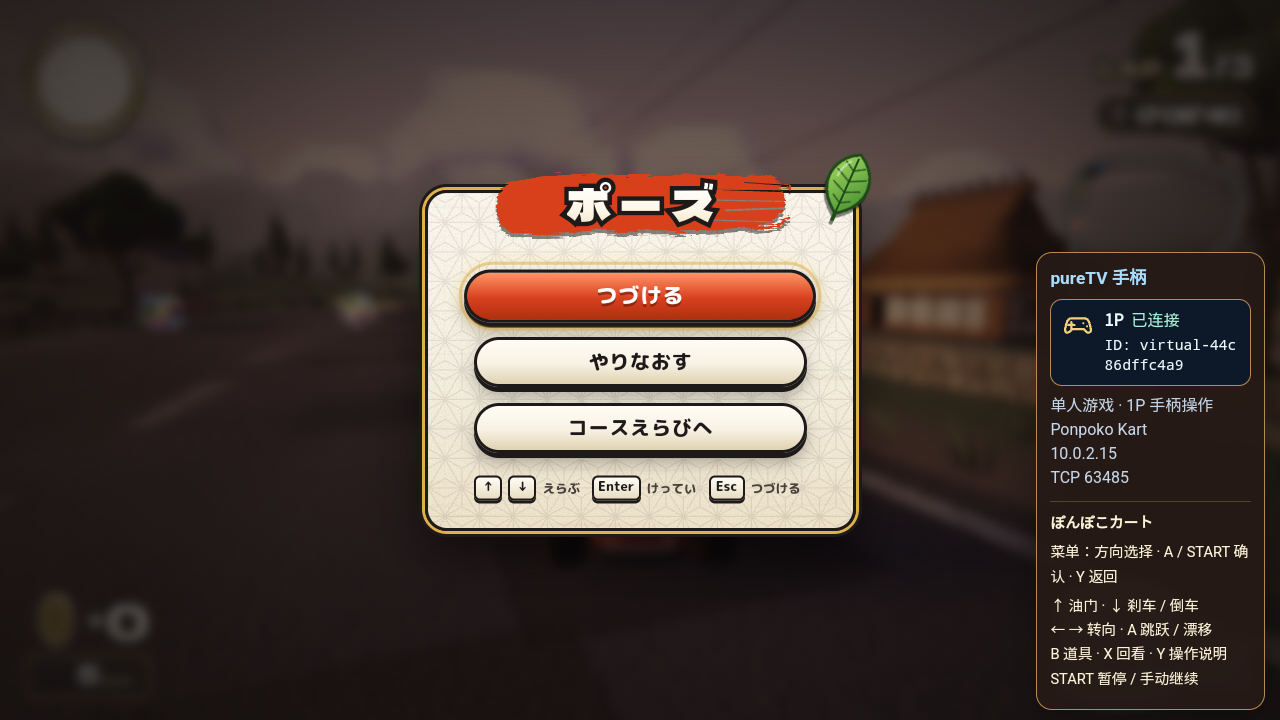 1/3
ポーズ
つづける
やりなおす
コースえらびへ
↑ ↓ えらぶ Enter けってい Esc つづける
pureTV 手柄
1P 已连接
ID: virtual-44c
86dffc4a9
单人游戏 · 1P 手柄操作
Ponpoko Kart
10.0.2.15
TCP 63485
ぽんぽこカート
菜单：方向选择 · A / START 确
认 · Y 返回
↑ 油门 · ↓ 刹车 / 倒车
← → 转向 · A 跳跃 / 漂移
B 道具 · X 回看 · Y 操作说明
START 暂停 / 手动继续